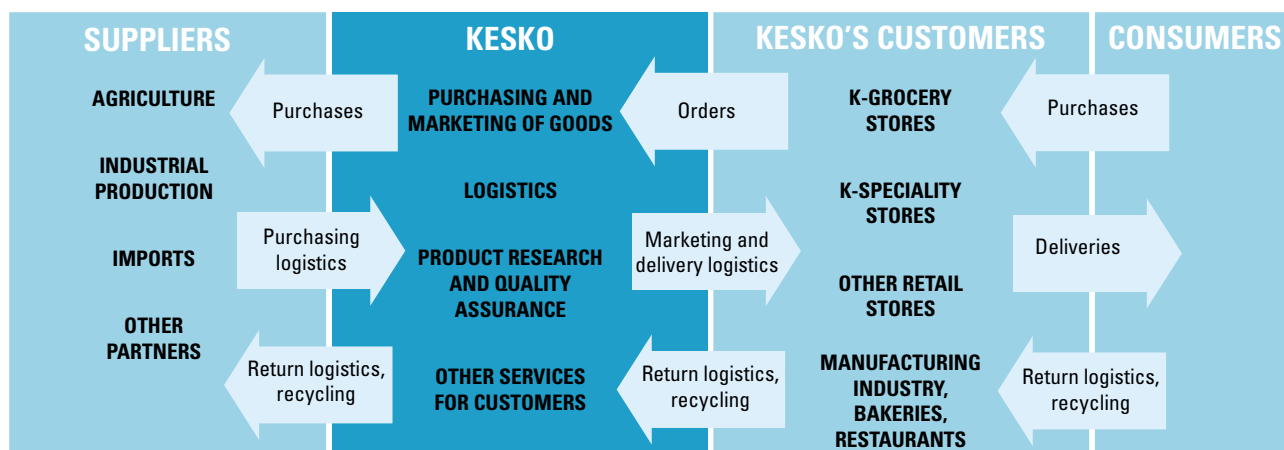 SUPPLIERS
AGRICULTURE
INDUSTRIAL
PRODUCTION
IMPORTS
OTHER
PARTNERS
Purchases
Purchasing
logistics
Return logistics,
recycling
KESKO
PURCHASING AND
MARKETING OF GOODS
LOGISTICS
PRODUCT RESEARCH
AND QUALITY
ASSURANCE
OTHER SERVICES
FOR CUSTOMERS
Orders
Marketing and
delivery logistics
Return logistics,
recycling
KESKO'S CUSTOMERS
K-GROCERY
STORES
K-SPECIALITY
STORES
OTHER RETAIL
STORES
MANUFACTURING
INDUSTRY,
BAKERIES,
RESTAURANTS
CONSUMERS
Purchases
Deliveries
Return logistics,
recycling